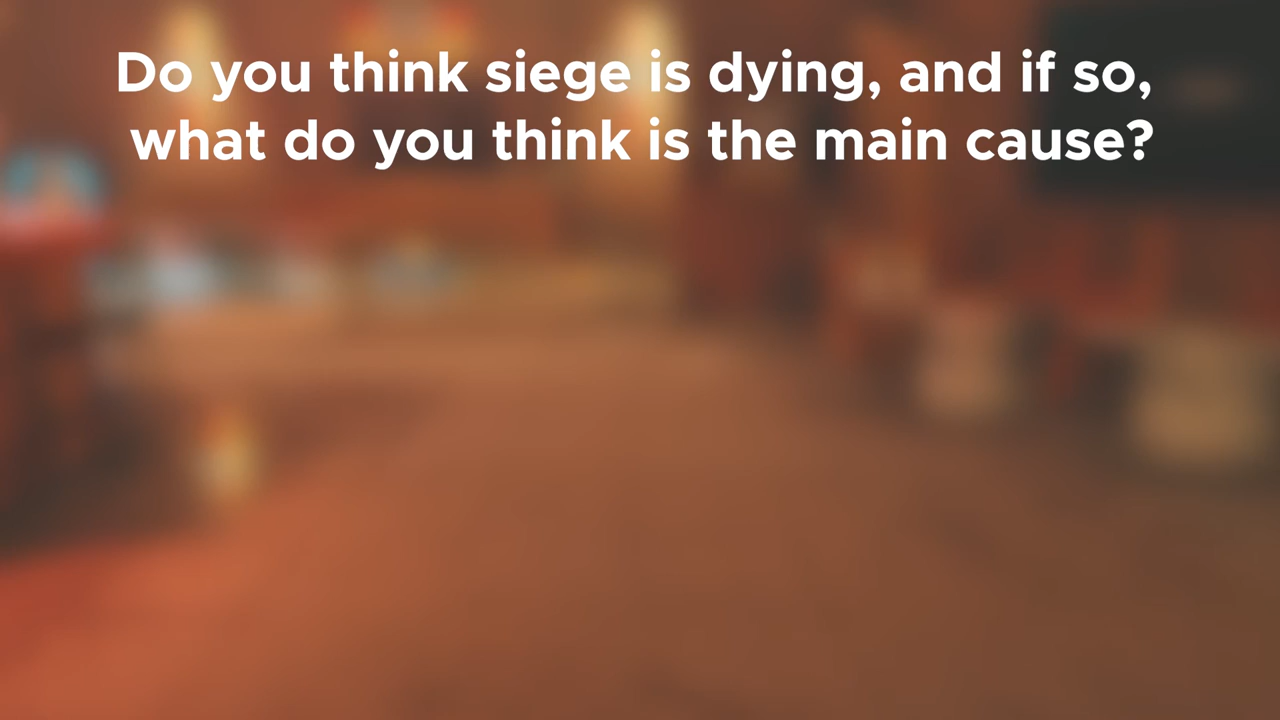 Do you think siege is dying, and if so,
what do you think is the main cause?